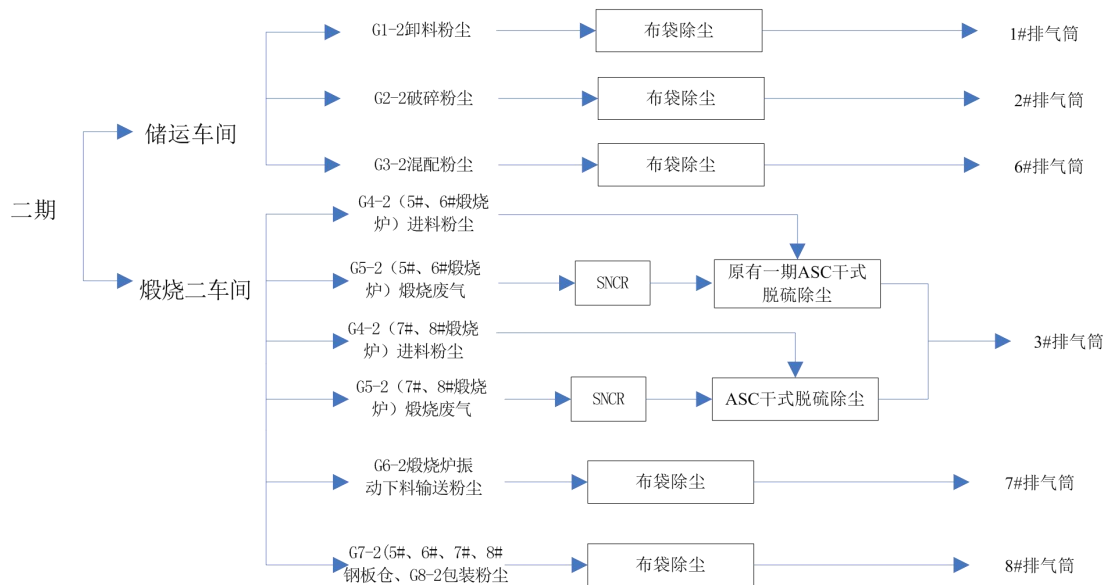 G1-2卸料粉尘
布袋除尘
1#排气筒
G2-2破碎粉尘
布袋除尘
2#排气筒
储运车间
G3-2混配粉尘
布袋除尘
6#排气筒
二期
G4-2（5#、6#煅烧
炉）进料粉尘
煅烧二车间
G5-2（5#、6#煅烧
炉）煅烧废气
SNCR
原有一期ASC干式
脱硫除尘
G4-2（7#、8#煅烧
炉）进料粉尘
3#排气筒
G5-2（7#、8#煅烧
炉）煅烧废气
SNCR
ASC干式脱硫除尘
G6-2煅烧炉振
动下料输送粉尘
布袋除尘
7#排气筒
G7-2(5#、6#、7#、8#
钢板仓、G8-2包装粉尘
布袋除尘
8#排气筒